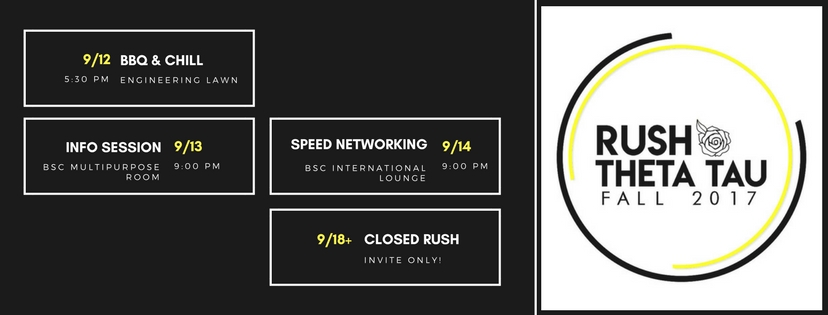 9/12 BBQ & CHILL
5:30 PM ENGINEERING LAWN
INFO SESSION 9/13
BSC MULTIPURPOSE 9:00 PM
ROOM
SPEED NETWORKING 9/14
BSC INTERNATIONAL 9:00 PM
LOUNGE
9/18+ CLOSED RUSH
INVITE ONLY!
RUSH
THETA TAU
FALL 2017